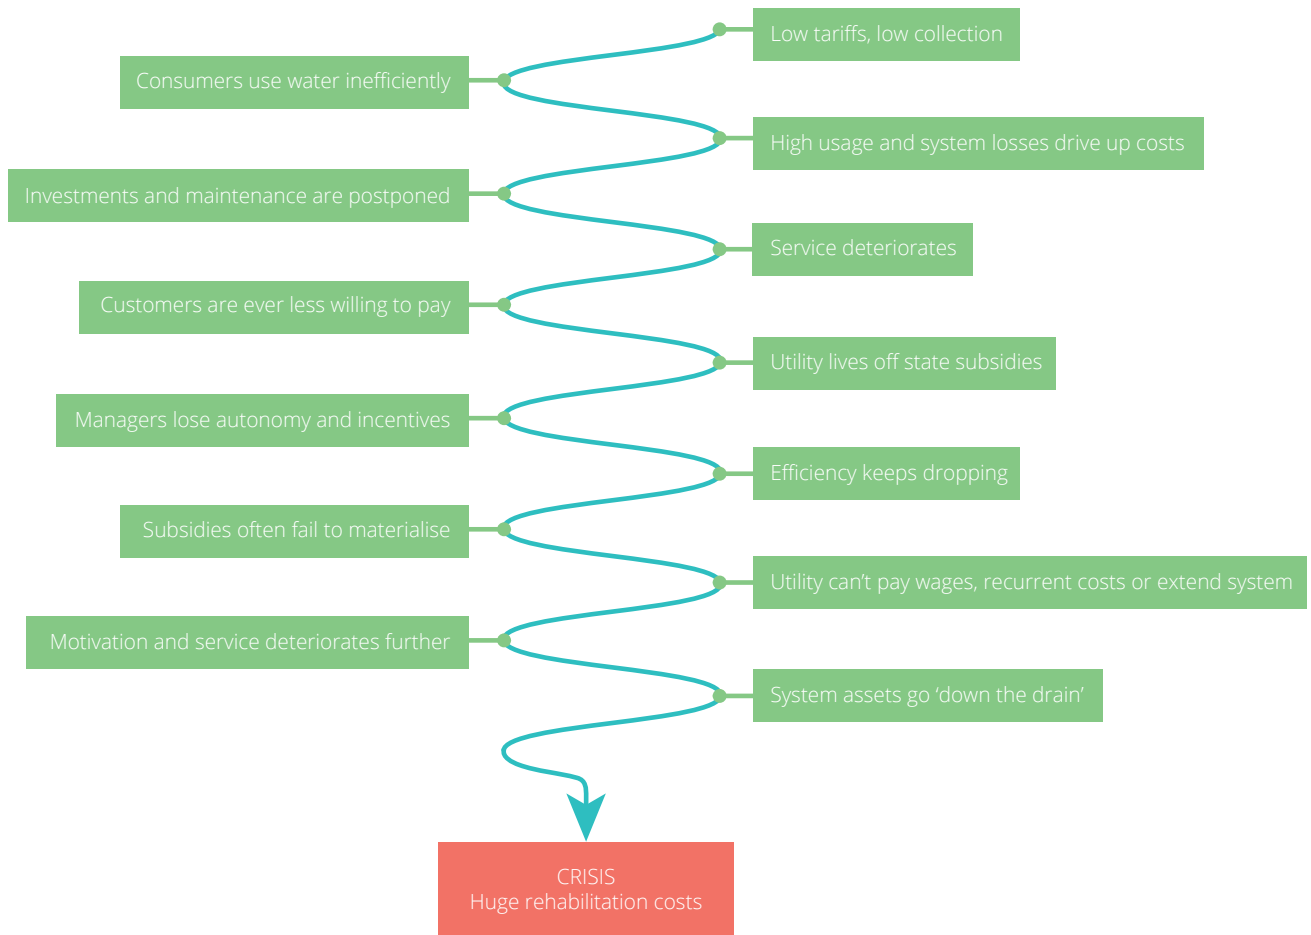 Low tariffs, low collection
Consumers use water inefficiently
High usage and system losses drive up costs
Investments and maintenance are postponed
Service deteriorates
Customers are ever less willing to pay
Utility lives off state subsidies
Managers lose autonomy and incentives
Efficiency keeps dropping
Subsidies often fail to materialise
Utility can’t pay wages, recurrent costs or extend system
Motivation and service deteriorates further
System assets go ‘down the drain’
CRISIS
Huge rehabilitation costs